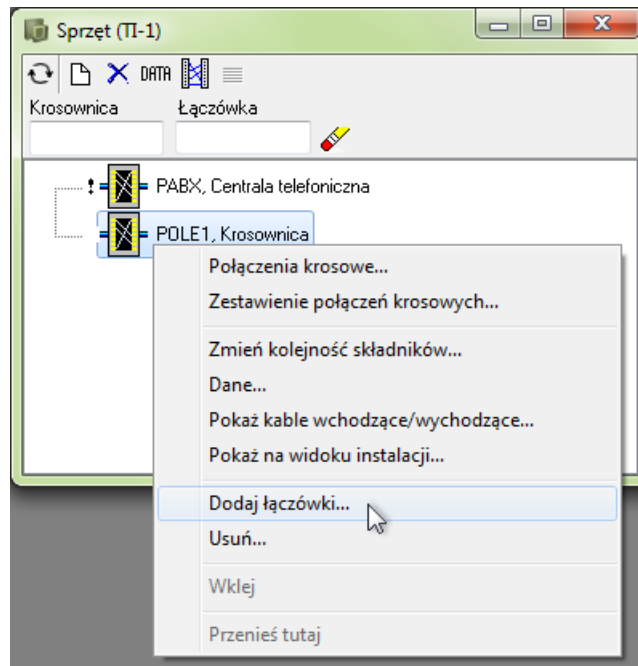 Sprzęt (TI-1)
DATA
Krosownica Łączówka
! PABX, Centrala telefoniczna
POLE1, Krosownica
Połączenia krosowe...
Zestawienie połączeń krosowych...
Zmień kolejność składników...
Dane...
Pokaż kable wchodzące/wychodzące...
Pokaż na widoku instalacji...
Dodaj łączówki...
Usuń...
Wklej
Przenieś tutaj